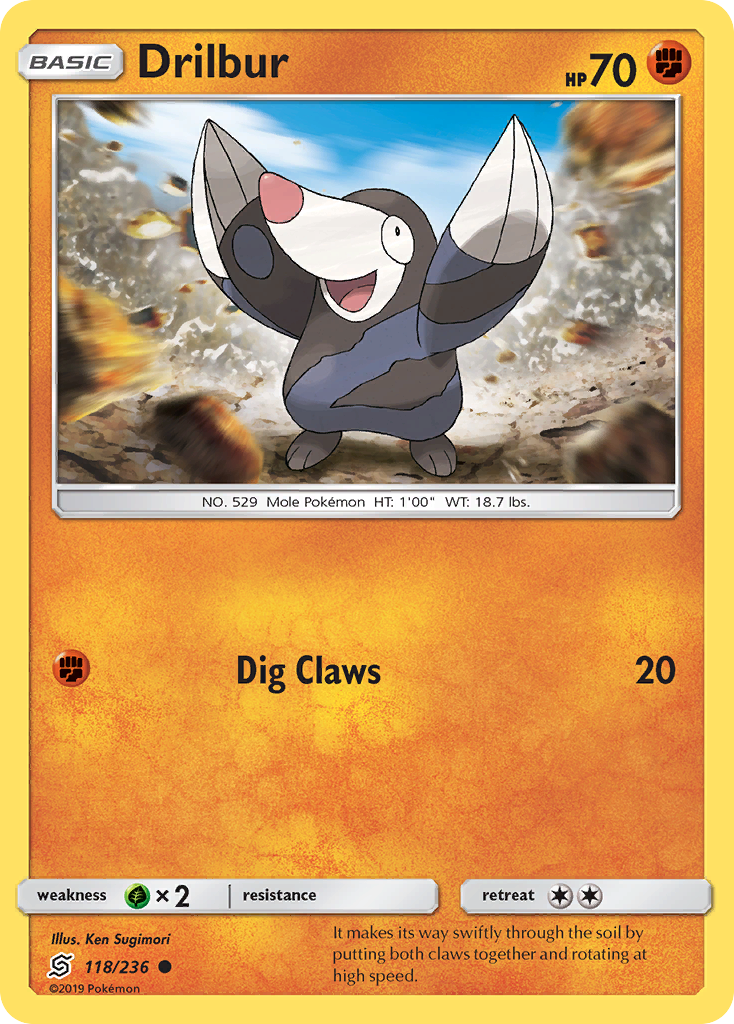 BASIC Drilbur HP 70
NO. 529 Mole Pokémon HT: 1'00" WT: 18.7 lbs.
Dig Claws 20
weakness × 2 resistance retreat
Illus. Ken Sugimori
118/236
©2019 Pokémon
It makes its way swiftly through the soil by
putting both claws together and rotating at
high speed.